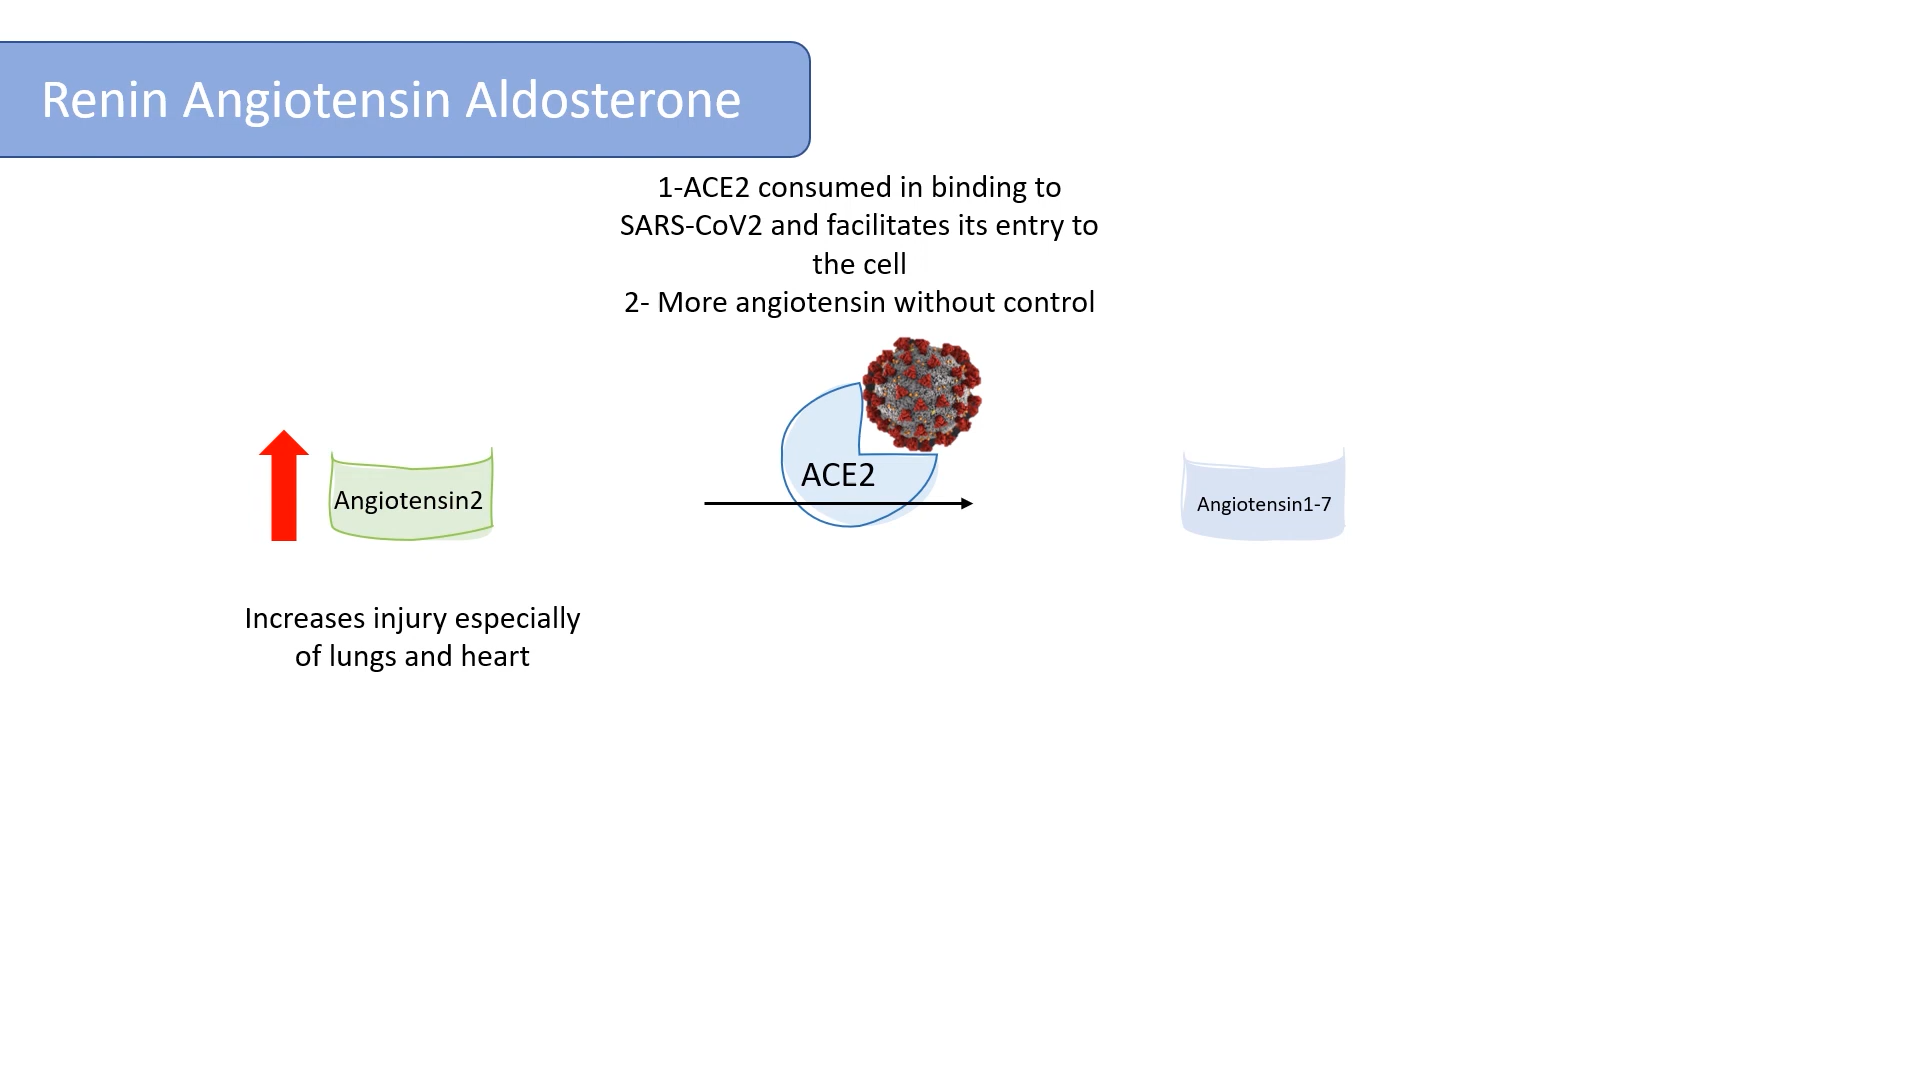 Renin Angiotensin Aldosterone
1-ACE2 consumed in binding to
SARS-CoV2 and facilitates its entry to
the cell
2- More angiotensin without control
ACE2
Angiotensin2
Angiotensin1-7
Increases injury especially
of lungs and heart